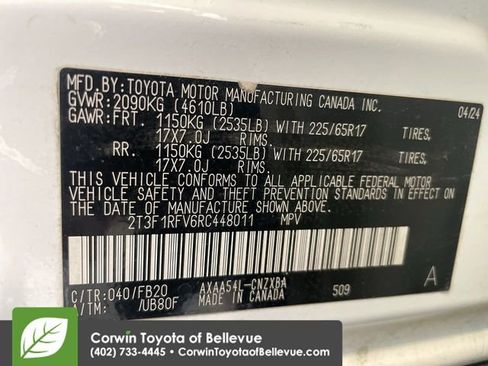 MFD.BY:TOYOTA MOTOR MANUFACTURING CANADA INC.
GVWR:2090KG (4610LB) 04/24
GAWR:FRT. 1150KG (2535LB) WITH 225/65R17 TIRES,
17X7.0J RIMS.
RR. 1150KG (2535LB) WITH 225/65R17 TIRES,
17X7.0J RIMS.
THIS VEHICLE CONFORMS TO ALL APPLICABLE FEDERAL MOTOR
VEHICLE SAFETY AND THEFT PREVENTION STANDARDS IN EFFECT ON
THE DATE OF MANUFACTURE SHOWN ABOVE.
2T3F1RFV6RC448011 MPV
C/TR:040/FB20 AXAA54L-CNZXBA 509 A
A/TM: /UB80F MADE IN CANADA
Corwin Toyota of Bellevue
(402) 733-4445 • CorwinToyotaofBellevue.com